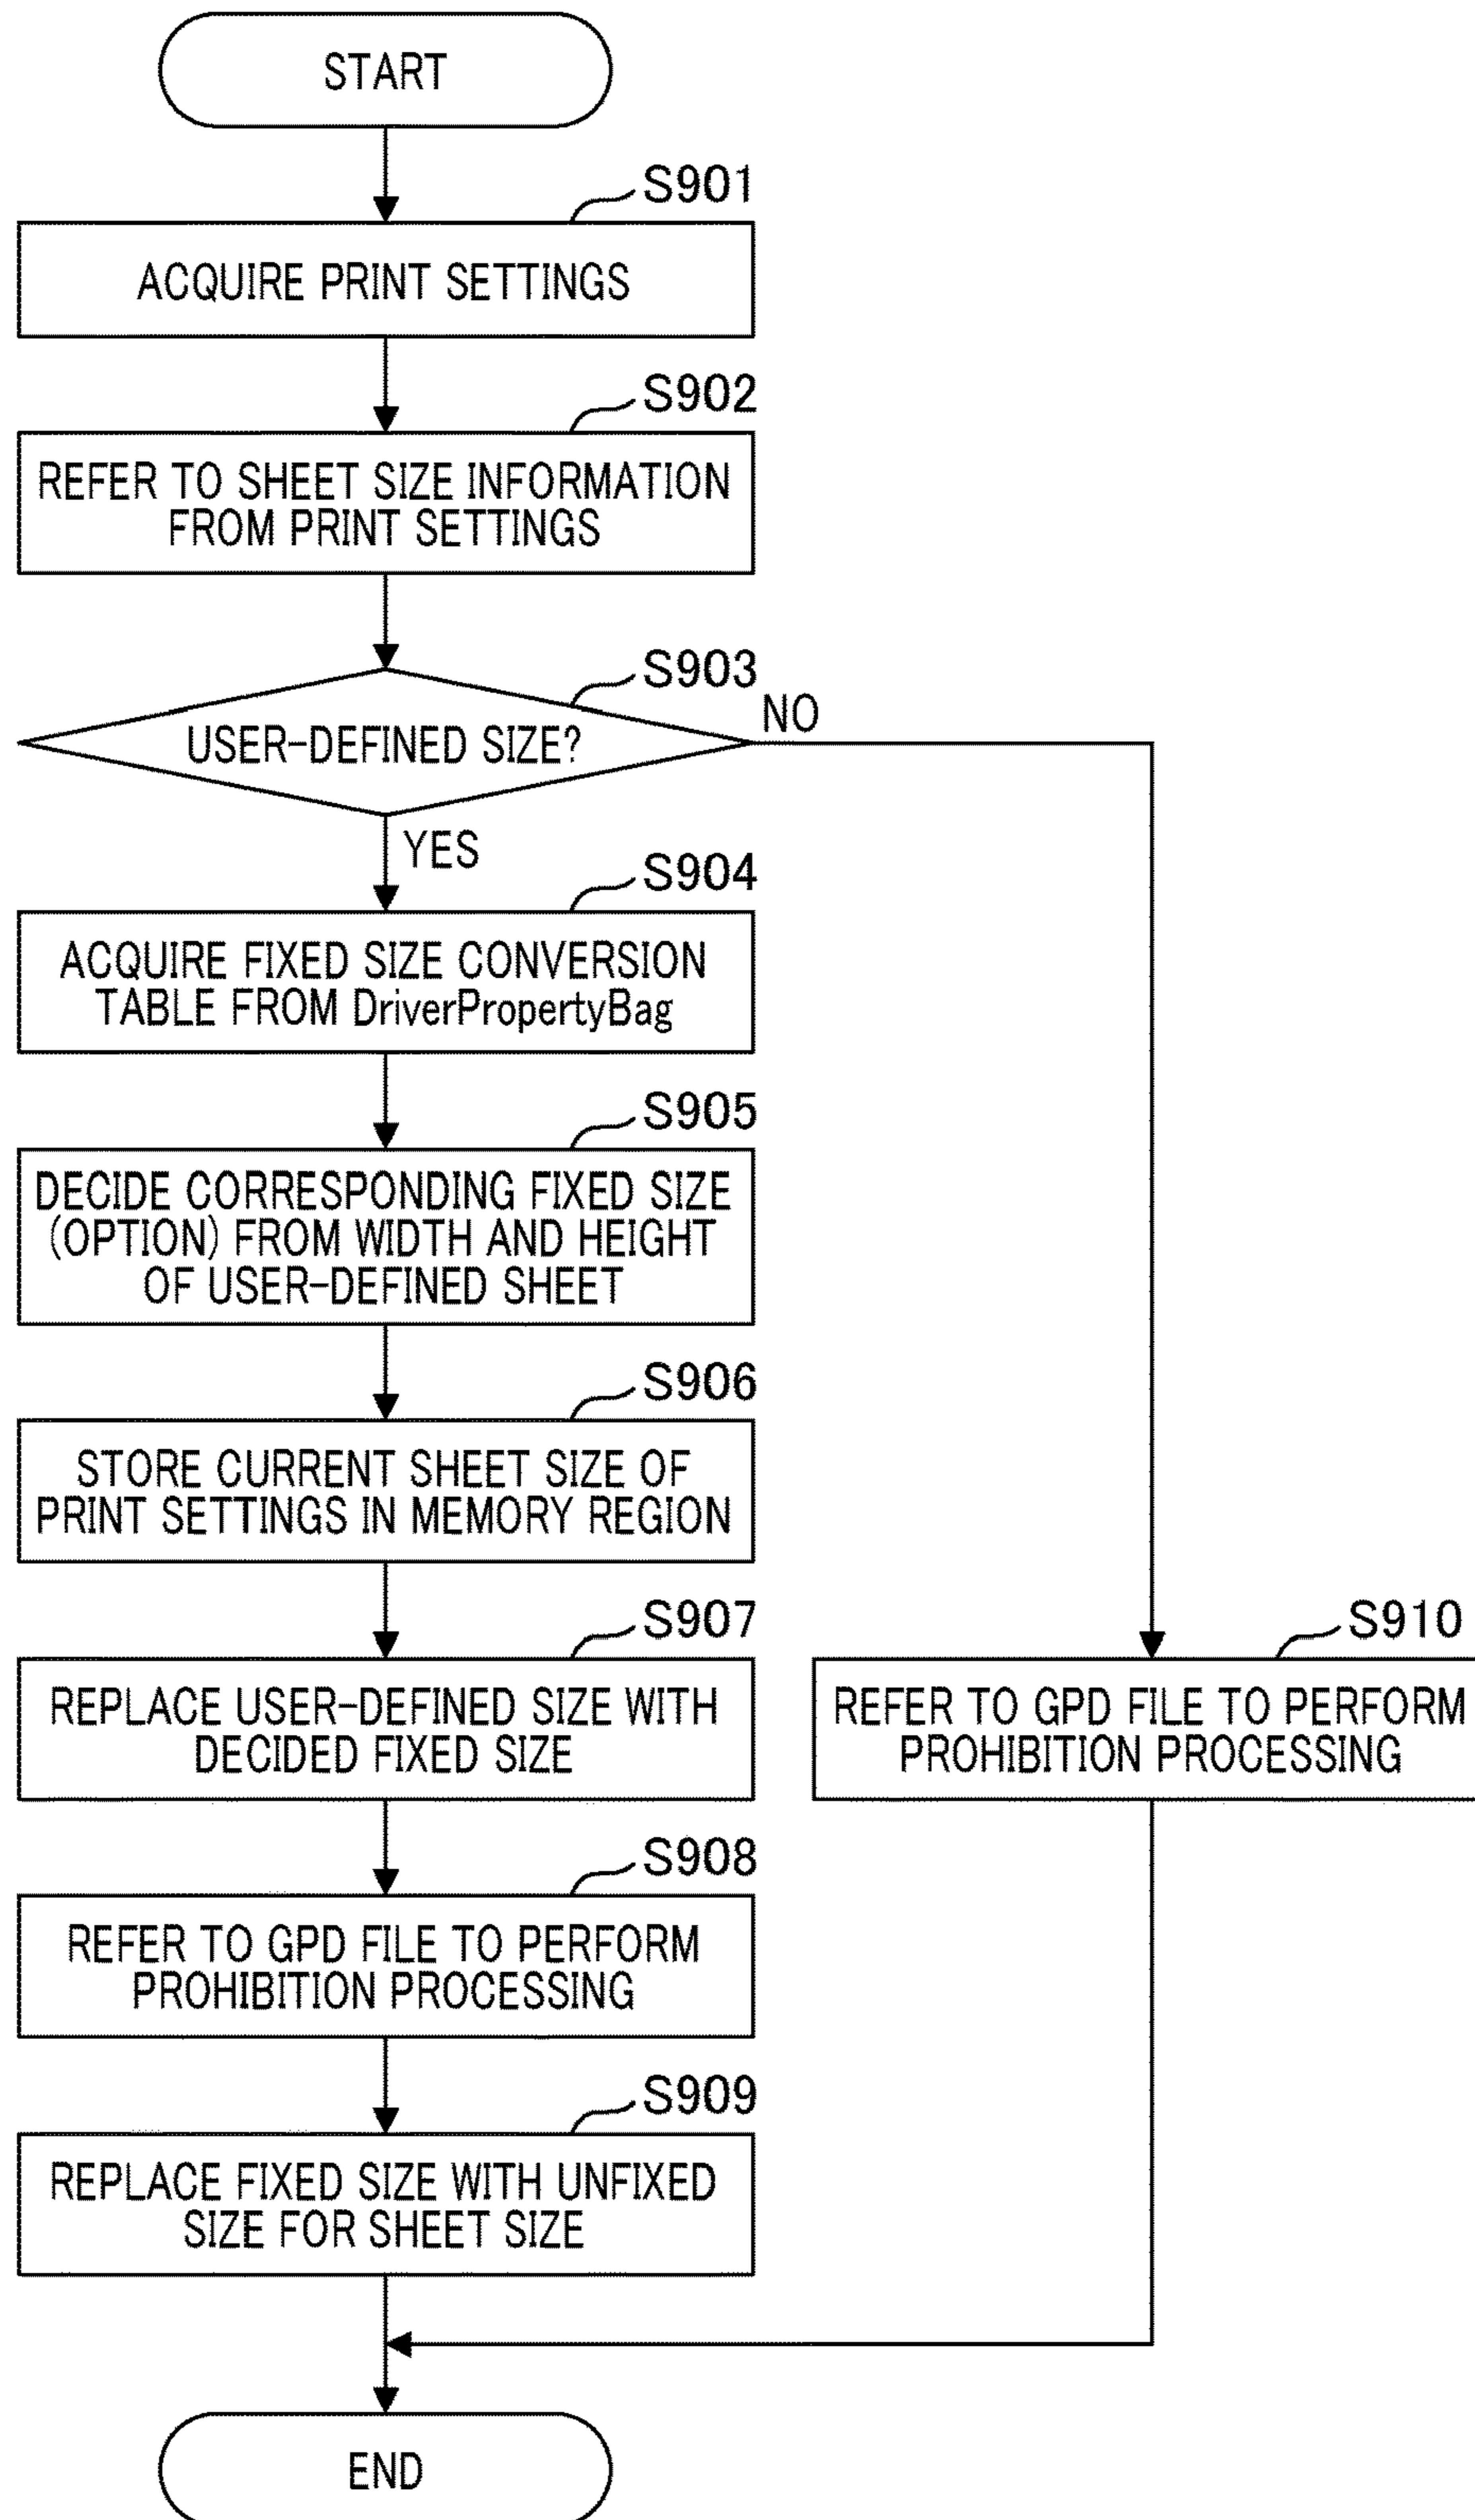 START
S901
ACQUIRE PRINT SETTINGS
S902
REFER TO SHEET SIZE INFORMATION
FROM PRINT SETTINGS
S903
USER-DEFINED SIZE?
NO
YES
S904
ACQUIRE FIXED SIZE CONVERSION
TABLE FROM DriverPropertyBag
S905
DECIDE CORRESPONDING FIXED SIZE
(OPTION) FROM WIDTH AND HEIGHT
OF USER-DEFINED SHEET
S906
STORE CURRENT SHEET SIZE OF
PRINT SETTINGS IN MEMORY REGION
S907
REPLACE USER-DEFINED SIZE WITH
DECIDED FIXED SIZE
S910
REFER TO GPD FILE TO PERFORM
PROHIBITION PROCESSING
S908
REFER TO GPD FILE TO PERFORM
PROHIBITION PROCESSING
S909
REPLACE FIXED SIZE WITH UNFIXED
SIZE FOR SHEET SIZE
END